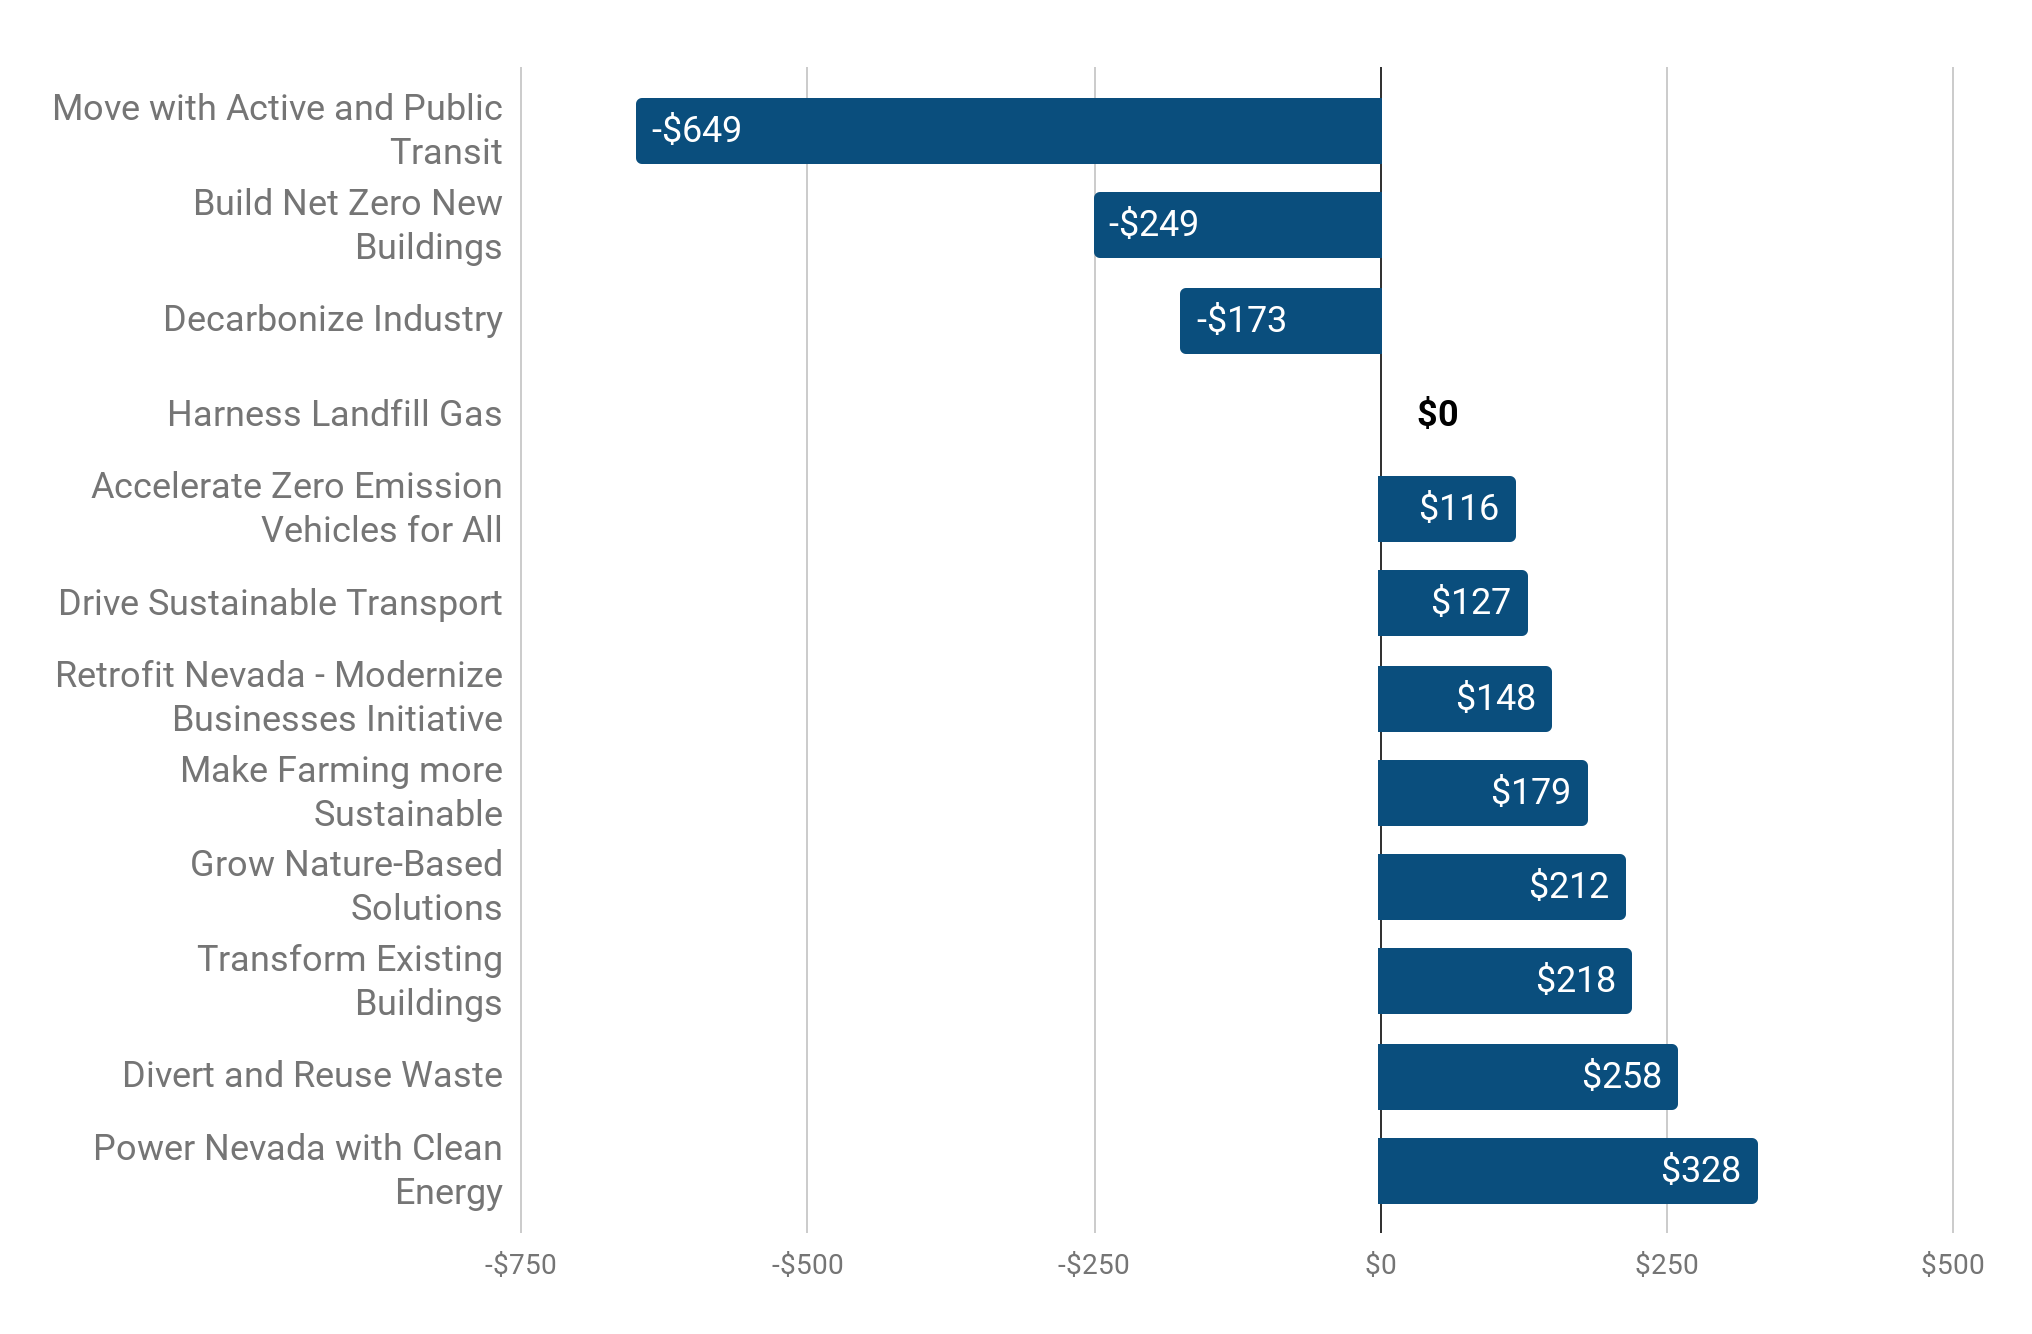 Move with Active and Public
Transit
-$649
Build Net Zero New
Buildings
-$249
Decarbonize Industry
-$173
Harness Landfill Gas
$0
Accelerate Zero Emission
Vehicles for All
$116
Drive Sustainable Transport
$127
Retrofit Nevada - Modernize
Businesses Initiative
$148
Make Farming more
Sustainable
$179
Grow Nature-Based
Solutions
$212
Transform Existing
Buildings
$218
Divert and Reuse Waste
$258
Power Nevada with Clean
Energy
$328
-$750 -$500 -$250 $0 $250 $500